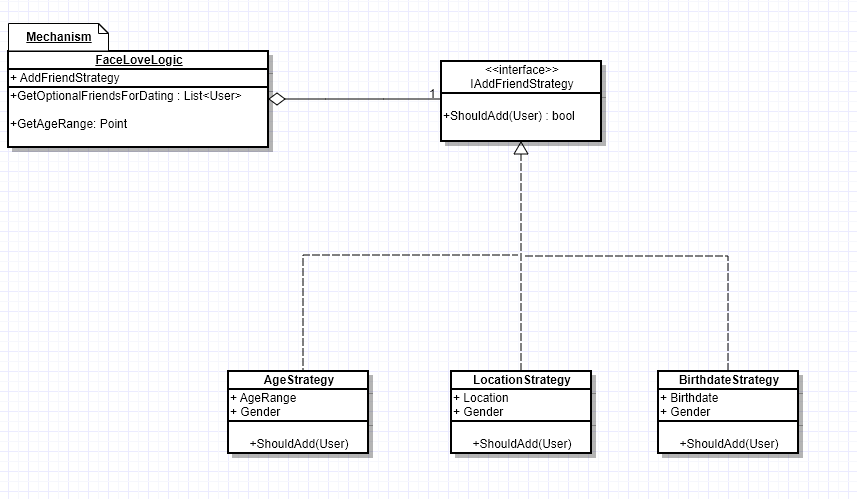 Mechanism
FaceLoveLogic
+ AddFriendStrategy
+GetOptionalFriendsForDating : List<User>
+GetAgeRange: Point
1
<<interface>>
IAddFriendStrategy
+ShouldAdd(User) : bool
AgeStrategy
+ AgeRange
+ Gender
+ShouldAdd(User)
LocationStrategy
+ Location
+ Gender
+ShouldAdd(User)
BirthdateStrategy
+ Birthdate
+ Gender
+ShouldAdd(User)